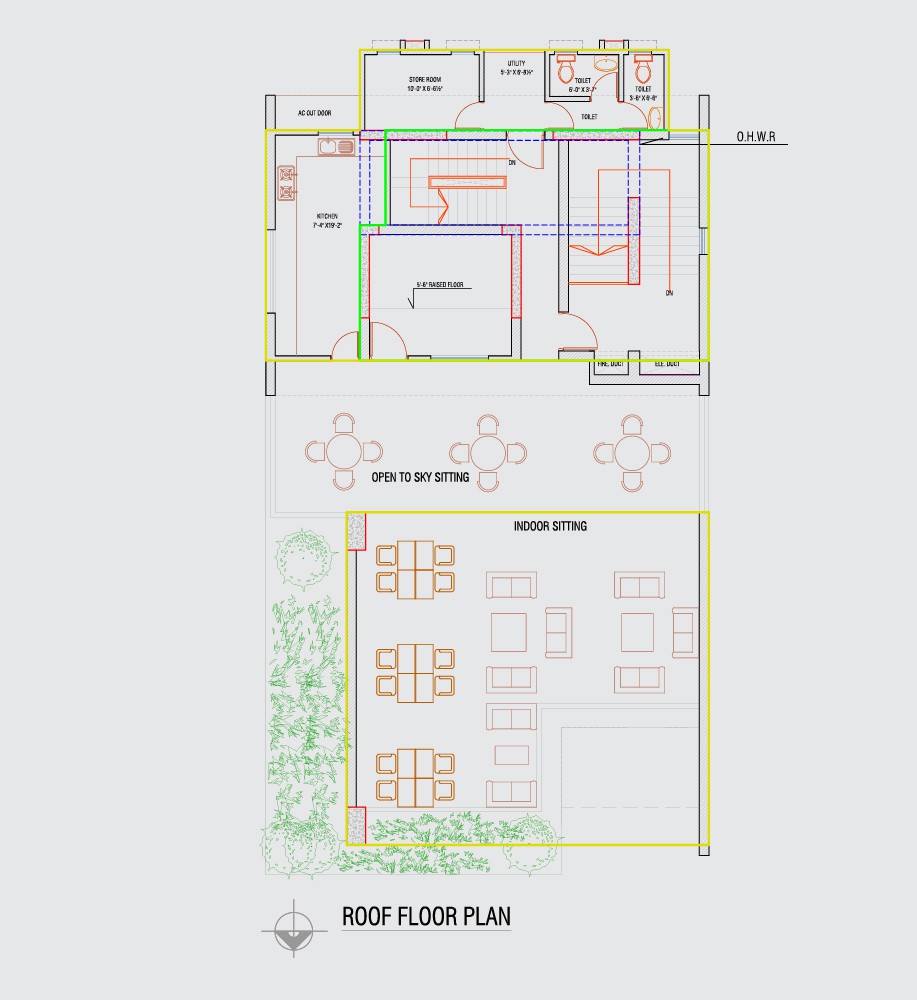 UTILITY
5'-3" X 6'-8½"
STORE ROOM
10'-0" X 6'-6½"
TOILET
6'-0" X 3'-7"
TOILET
3'-6" X 6'-6"
AC OUT DOOR
TOILET
O.H.W.R
DN
KITCHEN
7'-4" X19'-2"
5'-6" RAISED FLOOR
DN
FIRE. DUCT
ELE. DUCT
OPEN TO SKY SITTING
INDOOR SITTING
ROOF FLOOR PLAN